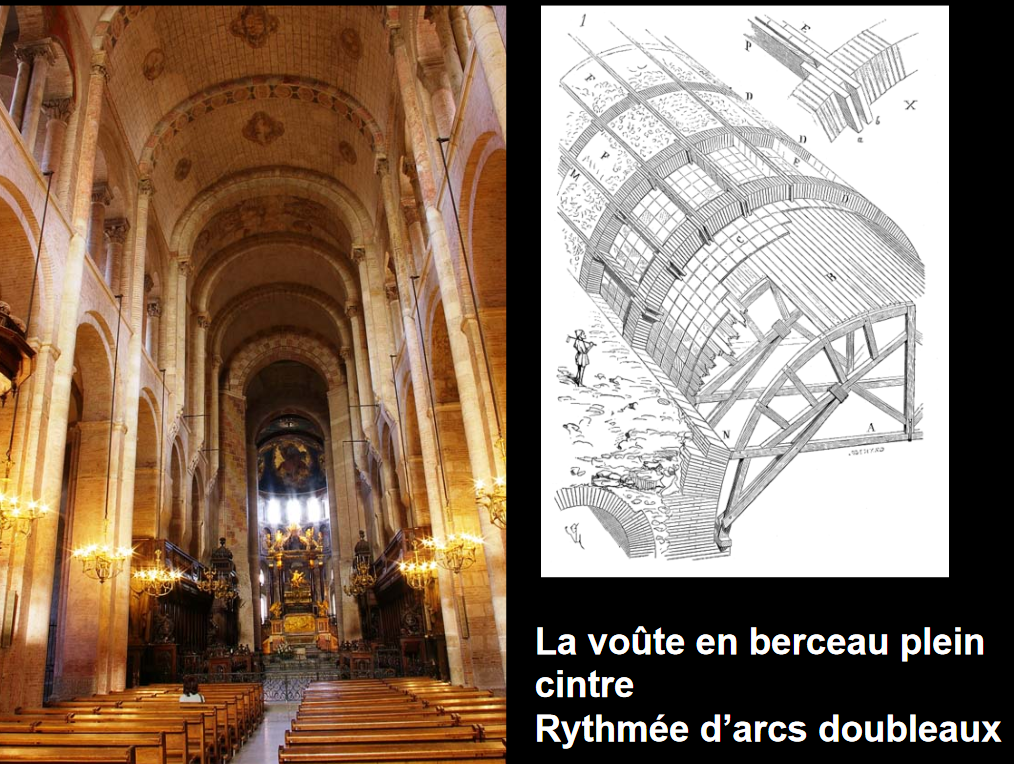 1
E
P
X
b
a
F
D
D
P
E
M
D
C
B
N
A
La voûte en berceau plein
cintre
Rythmée d’arcs doubleaux